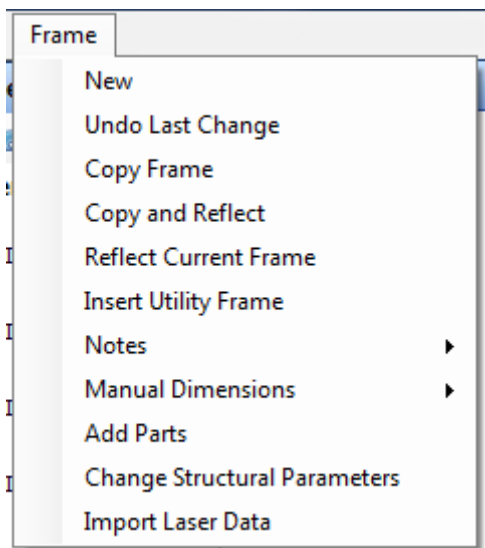 Frame
New
Undo Last Change
Copy Frame
Copy and Reflect
Reflect Current Frame
Insert Utility Frame
Notes
Manual Dimensions
Add Parts
Change Structural Parameters
Import Laser Data